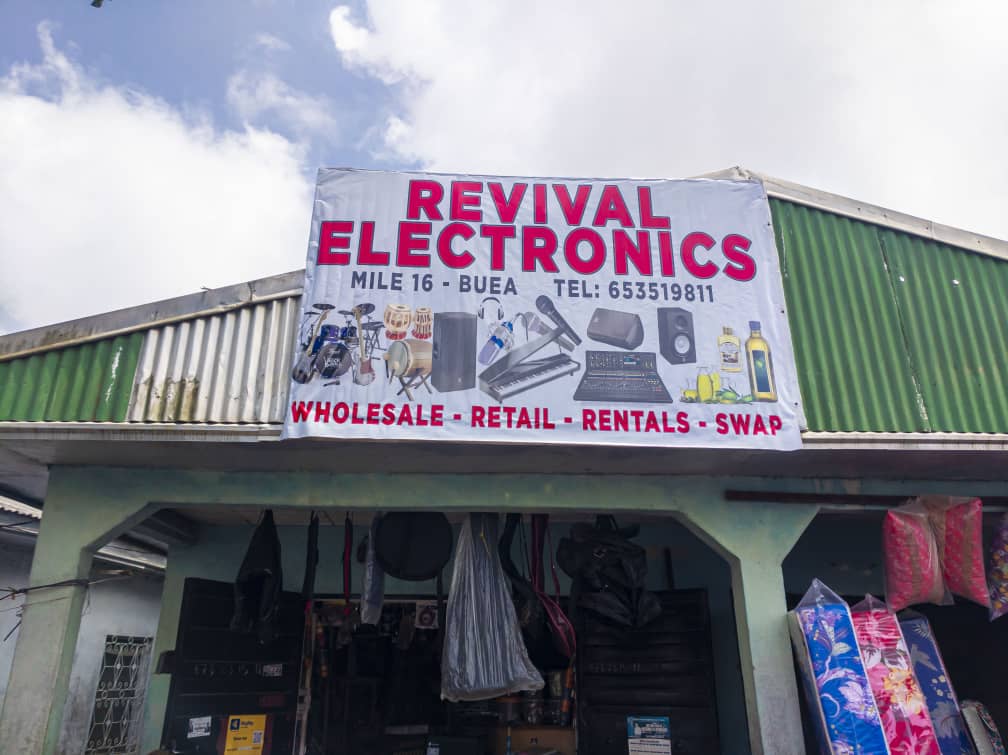 REVIVAL
ELECTRONICS
MILE 16 - BUEA TEL: 653519811
WHOLESALE - RETAIL - RENTALS - SWAP